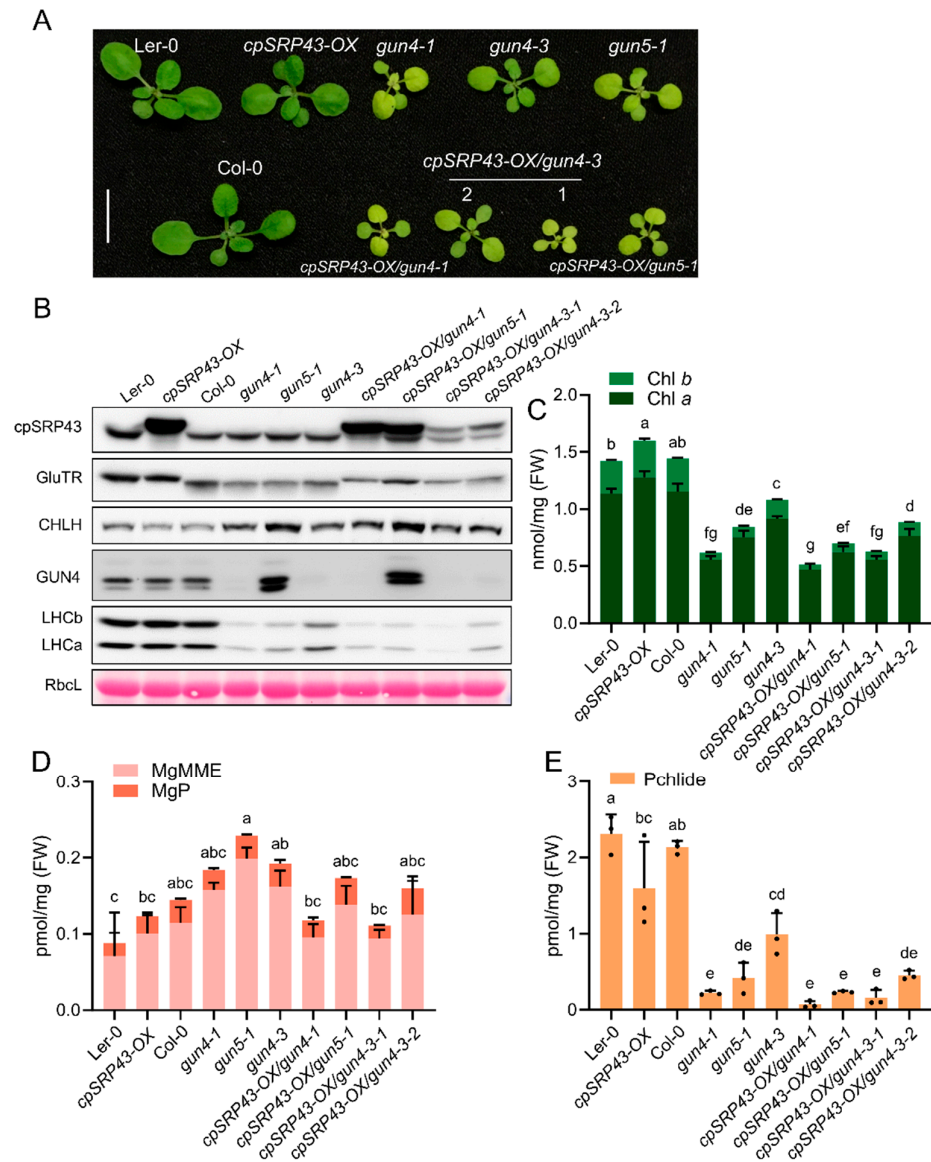 A
Ler-0
cpSRP43-OX
gun4-1
gun4-3
gun5-1
Col-0
cpSRP43-OX/gun4-3
2 1
cpSRP43-OX/gun4-1
cpSRP43-OX/gun5-1
B
Ler-0
cpSRP43-OX
Col-0
gun4-1
gun5-1
gun4-3
cpSRP43-OX/gun4-1
cpSRP43-OX/gun5-1
cpSRP43-OX/gun4-3-1
cpSRP43-OX/gun4-3-2
cpSRP43
GluTR
CHLH
GUN4
LHCb
LHCa
RbcL
C
Chl b
Chl a
nmol/mg (FW)
2.0
1.5
1.0
0.5
0.0
b a ab fg de c g ef fg d
Ler-0
cpSRP43-OX
Col-0
gun4-1
gun5-1
gun4-3
cpSRP43-OX/gun4-1
cpSRP43-OX/gun5-1
cpSRP43-OX/gun4-3-1
cpSRP43-OX/gun4-3-2
D
MgMME
MgP
pmol/mg (FW)
0.3
0.2
0.1
0.0
c bc abc abc a ab bc abc bc abc
Ler-0
cpSRP43-OX
Col-0
gun4-1
gun5-1
gun4-3
cpSRP43-OX/gun4-1
cpSRP43-OX/gun5-1
cpSRP43-OX/gun4-3-1
cpSRP43-OX/gun4-3-2
E
Pchlide
pmol/mg (FW)
3
2
1
0
a bc ab e de cd e e e de
Ler-0
cpSRP43-OX
Col-0
gun4-1
gun5-1
gun4-3
cpSRP43-OX/gun4-1
cpSRP43-OX/gun5-1
cpSRP43-OX/gun4-3-1
cpSRP43-OX/gun4-3-2